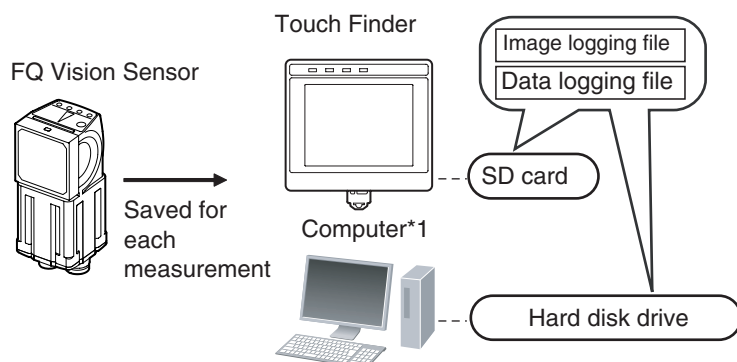 Touch Finder
Image logging file
Data logging file
FQ Vision Sensor
SD card
Saved for
each
measurement
Computer*1
Hard disk drive